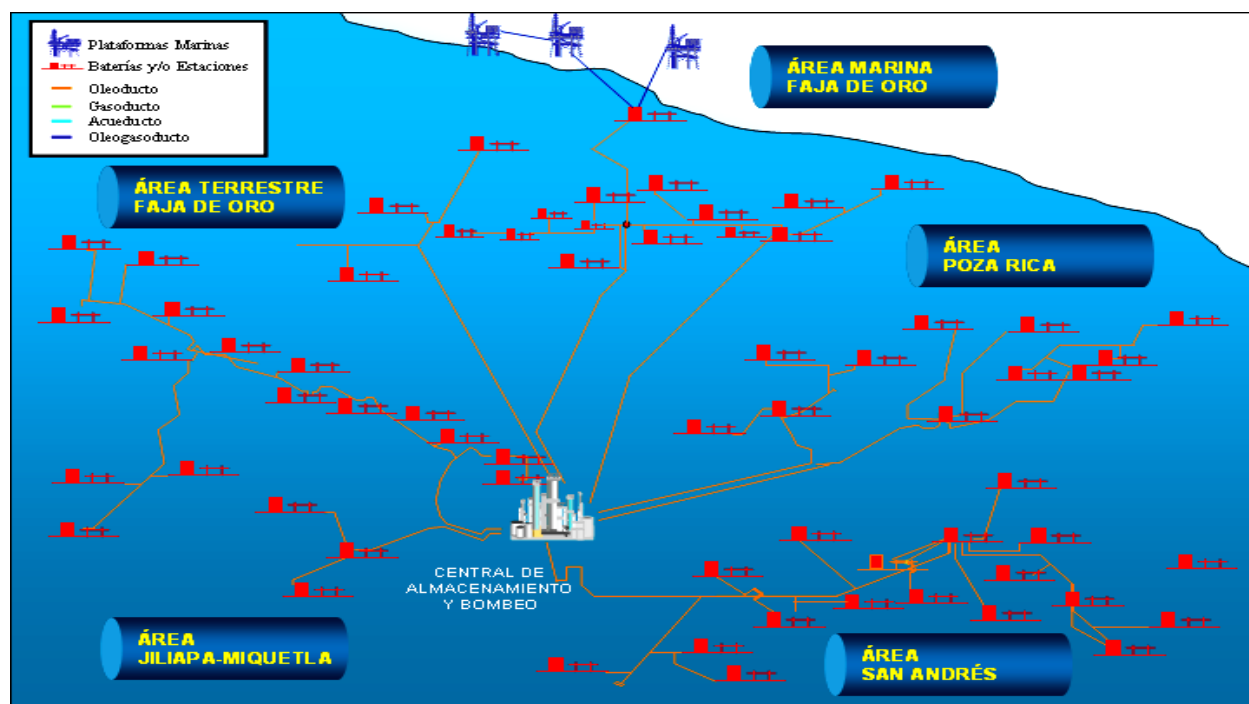 Plataformas Marinas
Baterías y/o Estaciones
Oleoducto
Gasoducto
Acueducto
Oleogasoducto
ÁREA MARINA
FAJA DE ORO
ÁREA TERRESTRE
FAJA DE ORO
ÁREA
POZA RICA
CENTRAL DE
ALMACENAMIENTO
Y BOMBEO
ÁREA
JILIAPA-MIQUETLA
ÁREA
SAN ANDRÉS